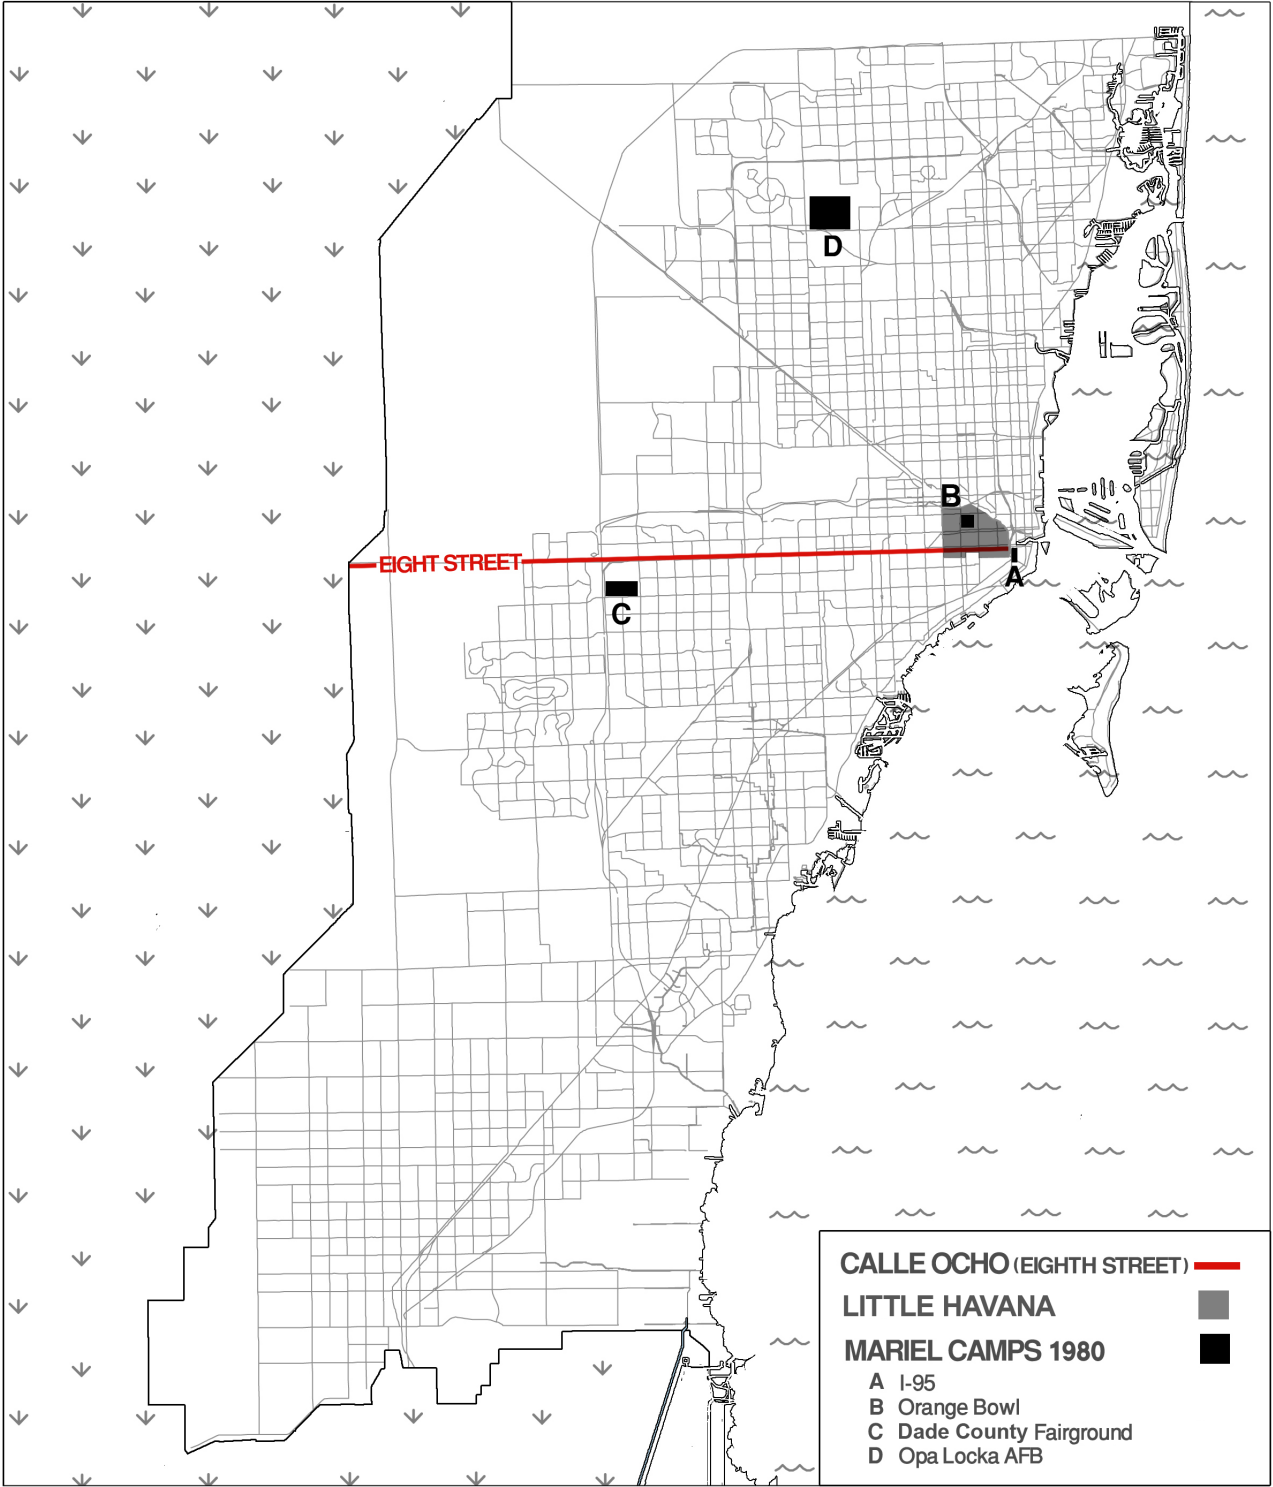 D
B
EIGHT STREET
A
C
CALLE OCHO (EIGHTH STREET)
LITTLE HAVANA
MARIEL CAMPS 1980
A I-95
B Orange Bowl
C Dade County Fairground
D Opa Locka AFB